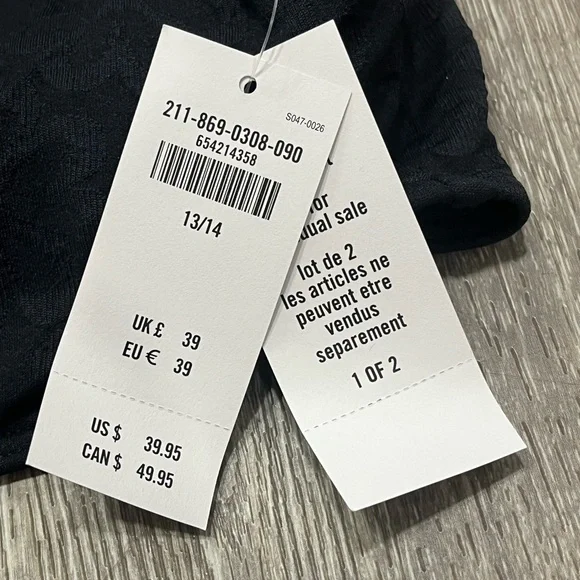 211-869-0308-090
S047-0026
654214358
13/14
UK £ 39
EU € 39
US $ 39.95
CAN $ 49.95
sale
lot de 2
les articles ne
peuvent etre
vendus
separement
1 OF 2